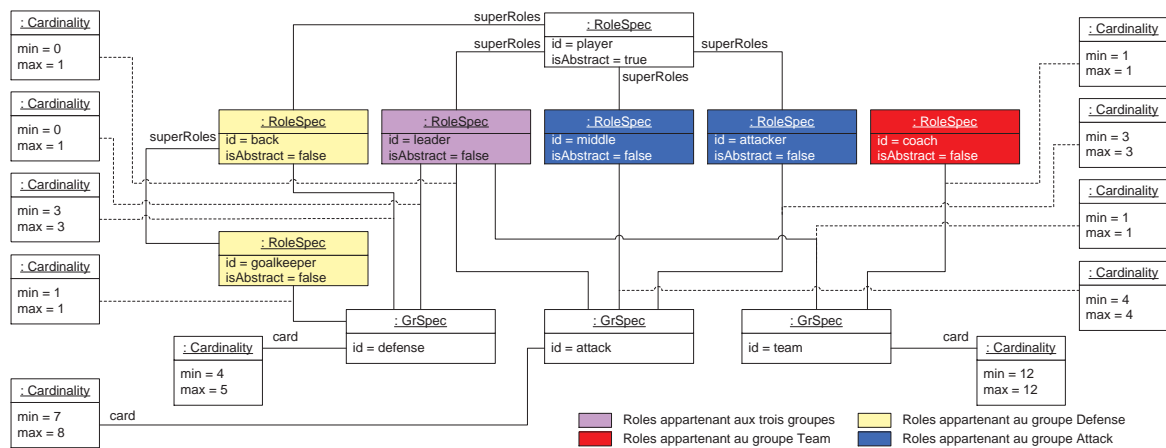 : Cardinality
min = 0
max = 1
: Cardinality
min = 0
max = 1
: Cardinality
min = 3
max = 3
: Cardinality
min = 1
max = 1
: Cardinality
min = 7
max = 8
superRoles
: RoleSpec
id = player
isAbstract = true
superRoles
superRoles
superRoles
superRoles
: RoleSpec
id = back
isAbstract = false
: RoleSpec
id = leader
isAbstract = false
: RoleSpec
id = middle
isAbstract = false
: RoleSpec
id = attacker
isAbstract = false
: RoleSpec
id = coach
isAbstract = false
: RoleSpec
id = goalkeeper
isAbstract = false
: GrSpec
id = defense
: GrSpec
id = attack
: GrSpec
id = team
card
: Cardinality
min = 4
max = 5
card
card
: Cardinality
min = 12
max = 12
: Cardinality
min = 1
max = 1
: Cardinality
min = 3
max = 3
: Cardinality
min = 1
max = 1
: Cardinality
min = 4
max = 4
Roles appartenant aux trois groupes
Roles appartenant au groupe Team
Roles appartenant au groupe Defense
Roles appartenant au groupe Attack